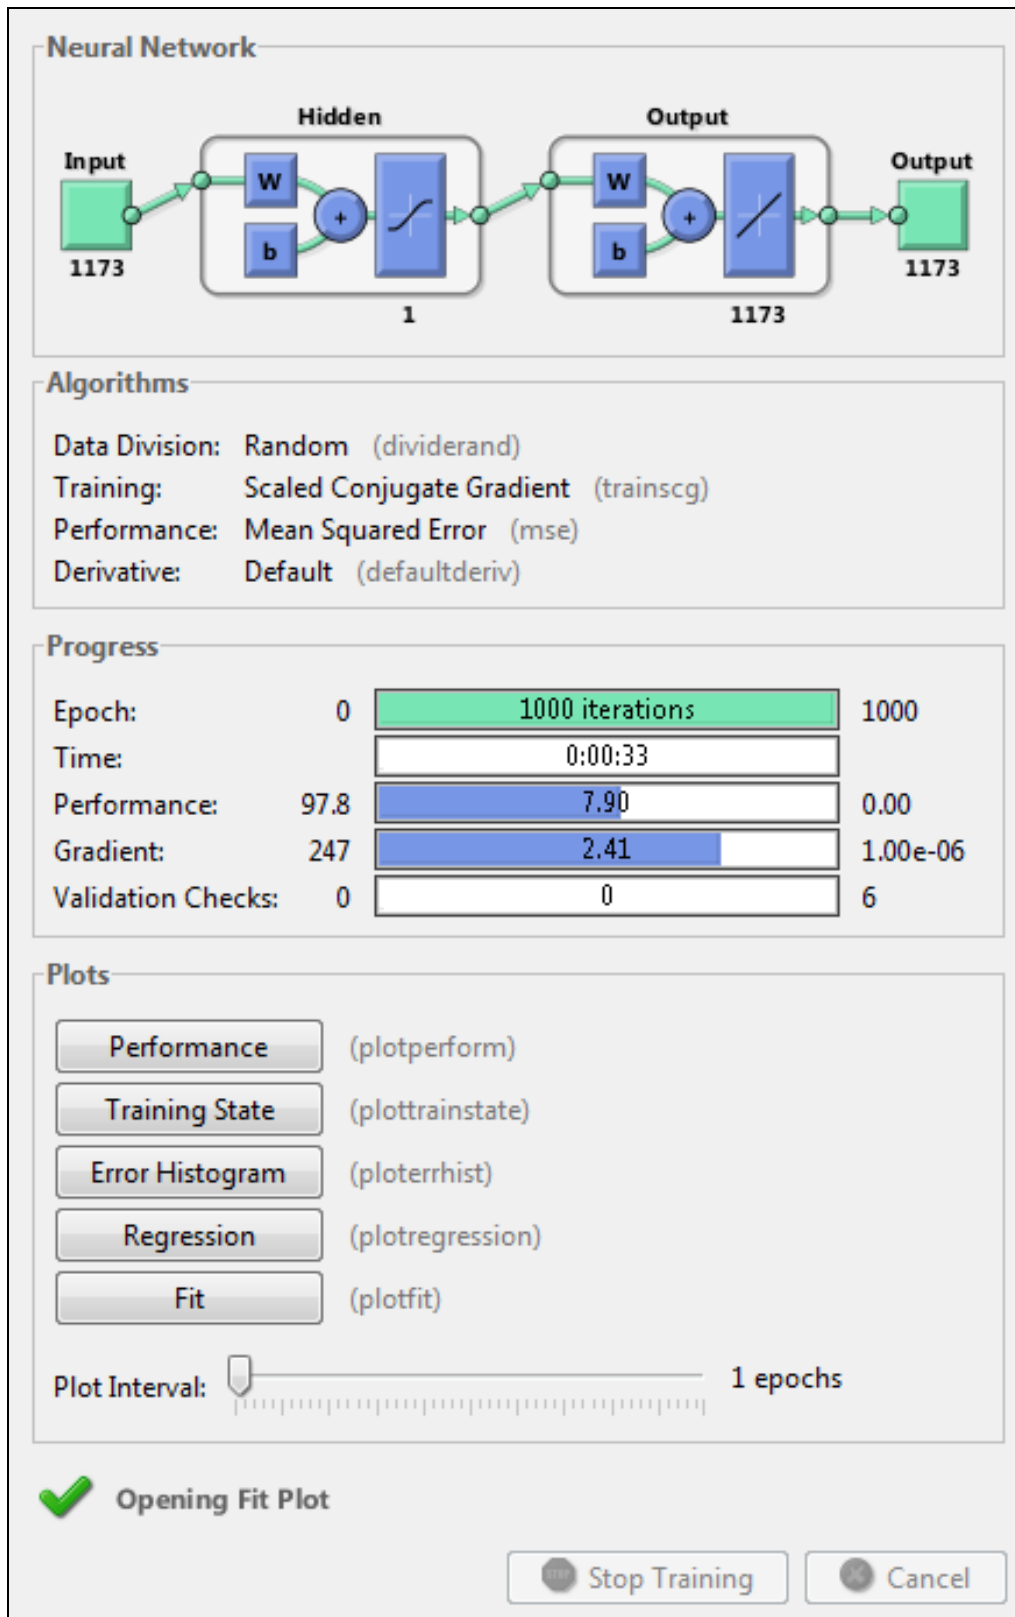 Neural Network
Hidden
Output
Input
W
b
+
W
b
+
Output
1173
1
1173
1173
Algorithms
Data Division: Random (dividerand)
Training: Scaled Conjugate Gradient (trainscg)
Performance: Mean Squared Error (mse)
Derivative: Default (defaultderiv)
Progress
Epoch: 0 1000 iterations 1000
Time: 0:00:33
Performance: 97.8 7.90 0.00
Gradient: 247 2.41 1.00e-06
Validation Checks: 0 0 6
Plots
Performance (plotperform)
Training State (plottrainstate)
Error Histogram (ploterrhist)
Regression (plotregression)
Fit (plotfit)
Plot Interval: 1 epochs
Opening Fit Plot
STOP Stop Training Cancel